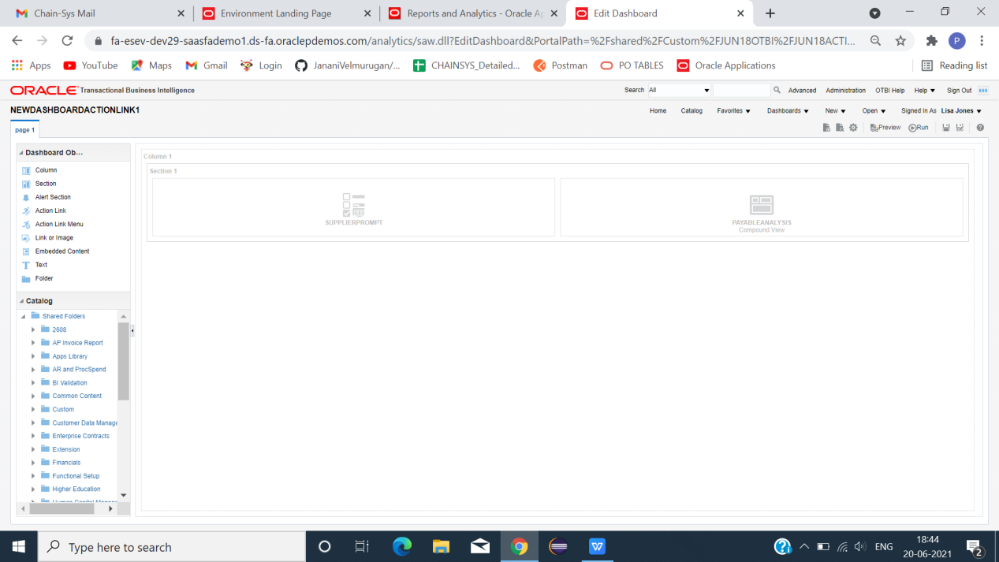 Chain-Sys Mail
Environment Landing Page
Reports and Analytics - Oracle Ap
Edit Dashboard
fa-esev-dev29-saasfademo1.ds-fa.oraclepdemos.com/analytics/saw.dll?EditDashboard&PortalPath=%2Fshared%2FCustom%2FJUN18OTBI%2FJUN18ACTI...
P
Apps YouTube Maps Gmail Login JananiVelmurugan/... CHAINSYS_Detailed... Postman PO TABLES Oracle Applications Reading list
ORACLE Transactional Business Intelligence
Search All Advanced Administration OTBI Help Help Sign Out
NEWDASHBOARDACTIONLINK1
Home Catalog Favorites Dashboards New Open Signed In As Lisa Jones
page 1
Preview Run
Dashboard Ob...
Column
Section
Alert Section
Action Link
Action Link Menu
Link or Image
Embedded Content
Text
Folder
Catalog
Shared Folders
2608
AP Invoice Report
Apps Library
AR and ProcSpend
BI Validation
Common Content
Custom
Customer Data Manage
Enterprise Contracts
Extension
Financials
Functional Setup
Higher Education
Column 1
Section 1
SUPPLIERPROMPT
PAYABLEANALYSIS
Compound View
Type here to search
W
ENG
18:44
20-06-2021
2